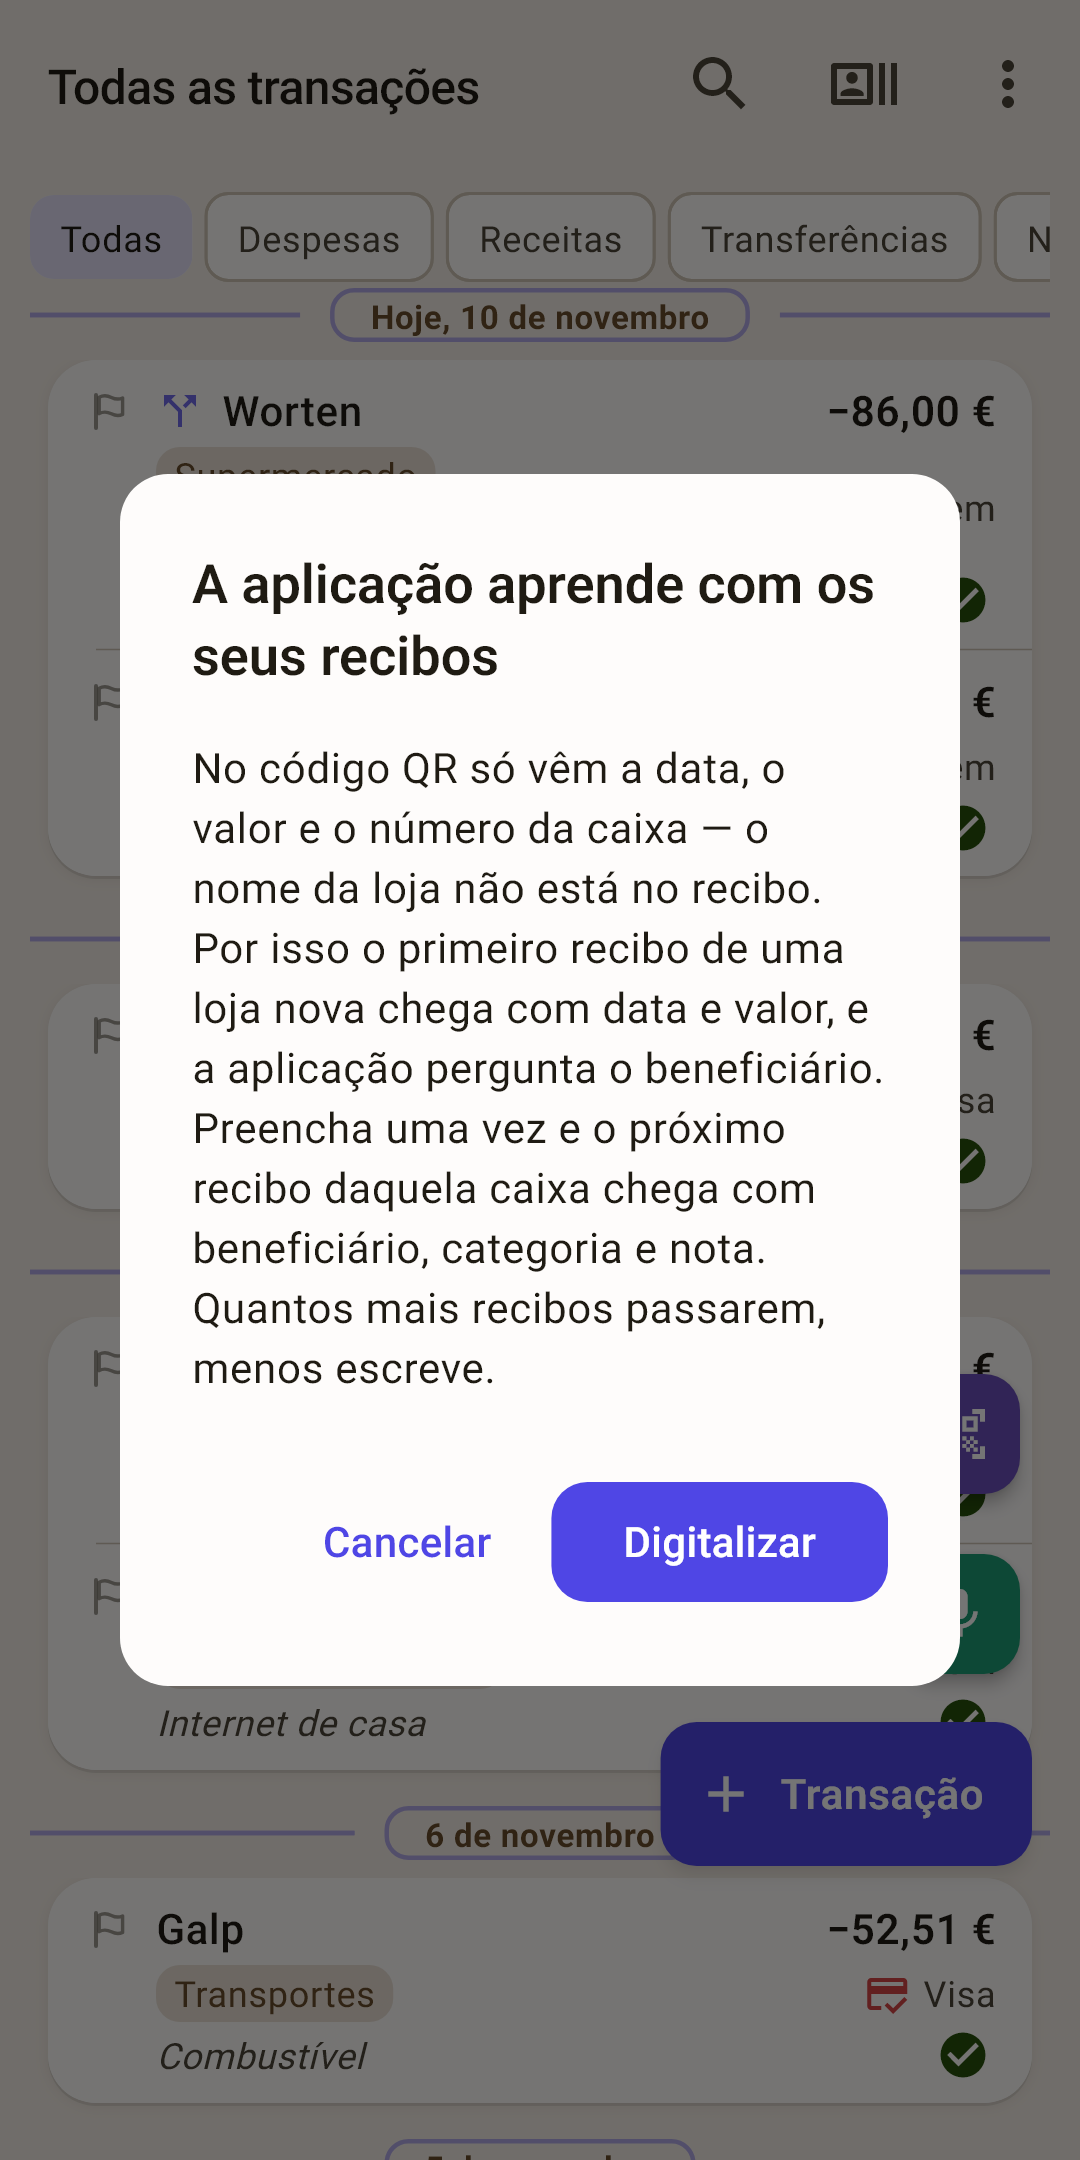 Todas as transações
Todas
Despesas
Receitas
Transferências
N
Hoje, 10 de novembro
Worten
−86,00 €
Supermercado
em
A aplicação aprende com os
seus recibos
€
em
No código QR só vêm a data, o
valor e o número da caixa — o
nome da loja não está no recibo.
Por isso o primeiro recibo de uma
loja nova chega com data e valor, e
a aplicação pergunta o beneficiário.
Preencha uma vez e o próximo
recibo daquela caixa chega com
beneficiário, categoria e nota.
Quantos mais recibos passarem,
menos escreve.
€
sa
€
Cancelar
Digitalizar
Internet de casa
Transação
6 de novembro
Galp
−52,51 €
Transportes
Visa
Combustível